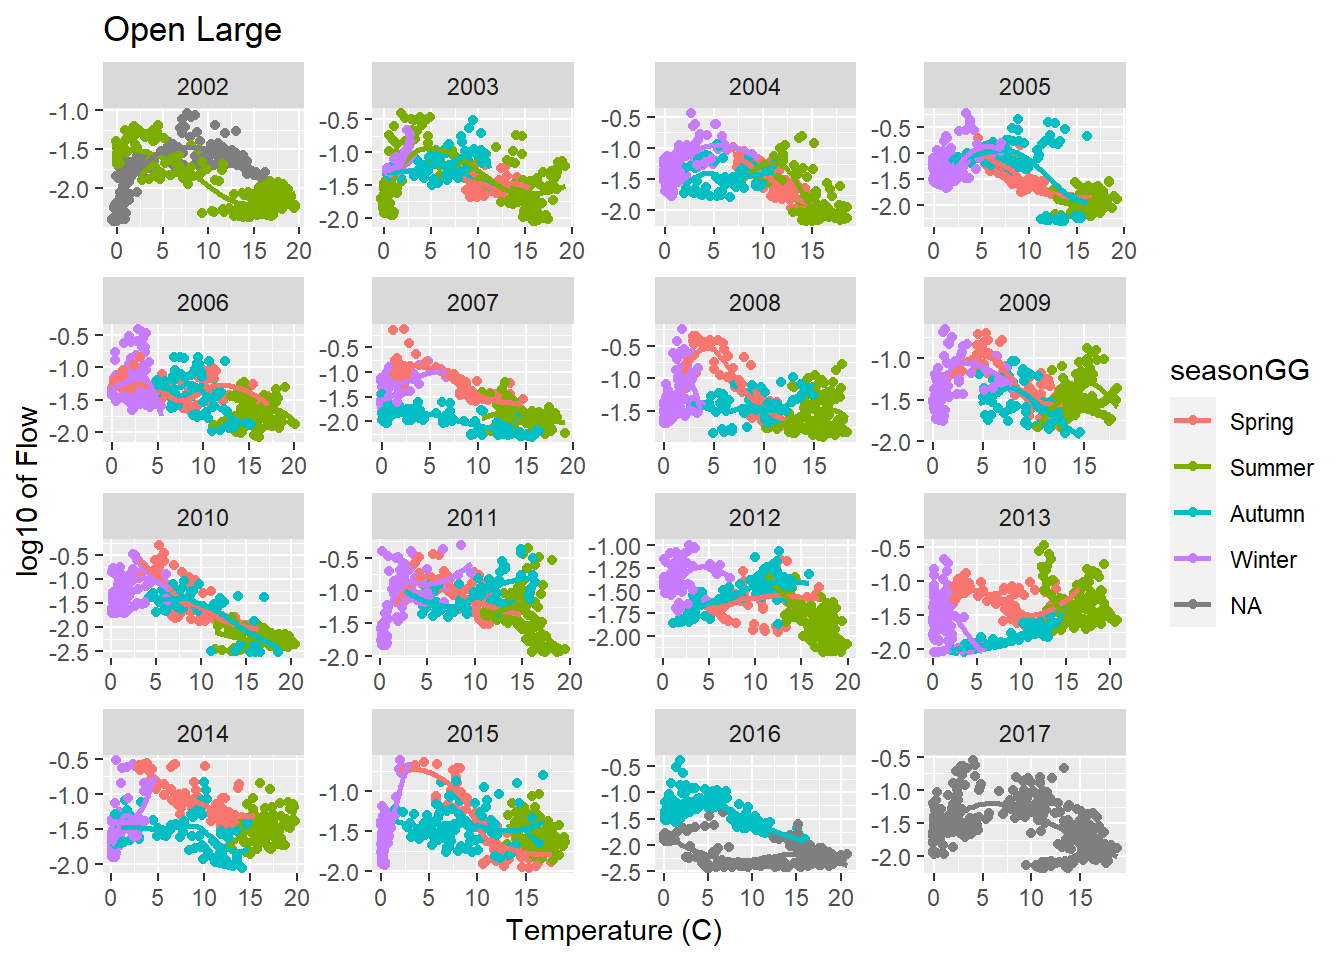 Open Large
2002 2003 2004 2005
-1.0 -1.5 -2.0
-0.5 -1.0 -1.5 -2.0
-0.5 -1.0 -1.5 -2.0
-0.5 -1.0 -1.5 -2.0
0 5 10 15 20 0 5 10 15 20 0 5 10 15 0 5 10 15 20
2006 2007 2008 2009
-0.5 -1.0 -1.5 -2.0
-0.5 -1.0 -1.5 -2.0
-0.5 -1.0 -1.5
-1.0 -1.5 -2.0
0 5 10 15 20 0 5 10 15 0 5 10 15 0 5 10 15
2010 2011 2012 2013
-0.5 -1.0 -1.5 -2.0 -2.5
-0.5 -1.0 -1.5 -2.0
-1.00 -1.25 -1.50 -1.75 -2.00
-0.5 -1.0 -1.5 -2.0
0 5 10 15 20 0 5 10 15 20 0 5 10 15 20 0 5 10 15 20
2014 2015 2016 2017
-0.5 -1.0 -1.5 -2.0
-1.0 -1.5 -2.0
-0.5 -1.0 -1.5 -2.0 -2.5
-0.5 -1.0 -1.5 -2.0
0 5 10 15 20 0 5 10 15 0 5 10 15 20 0 5 10 15
Temperature (C)
log10 of Flow
seasonGG
Spring
Summer
Autumn
Winter
NA